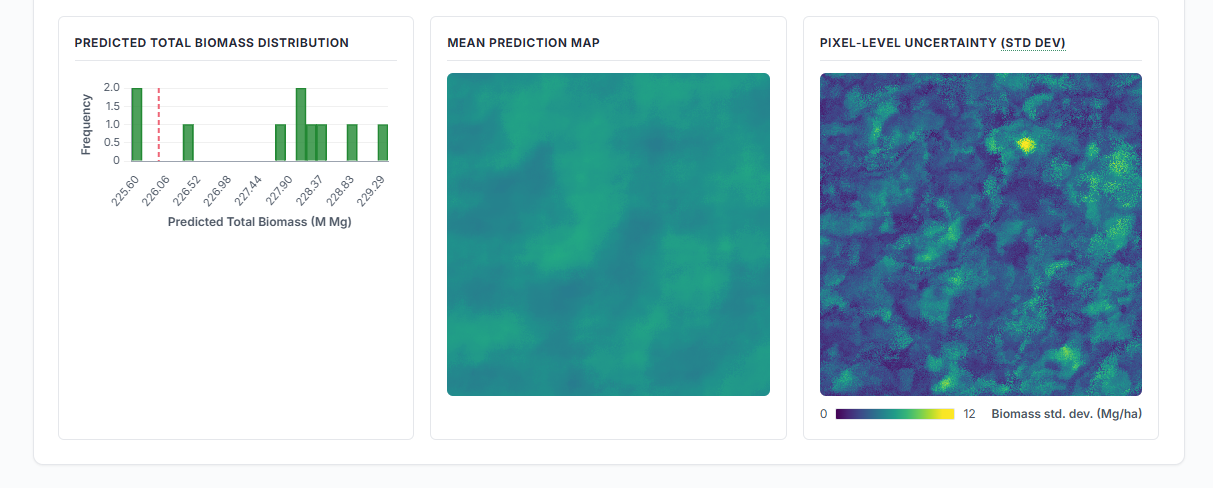 PREDICTED TOTAL BIOMASS DISTRIBUTION
2.0
1.5
1.0
0.5
0
Frequency
225.60
226.06
226.52
226.98
227.44
227.90
228.37
228.83
229.29
Predicted Total Biomass (M Mg)
MEAN PREDICTION MAP
PIXEL-LEVEL UNCERTAINTY (STD DEV)
0 12 Biomass std. dev. (Mg/ha)